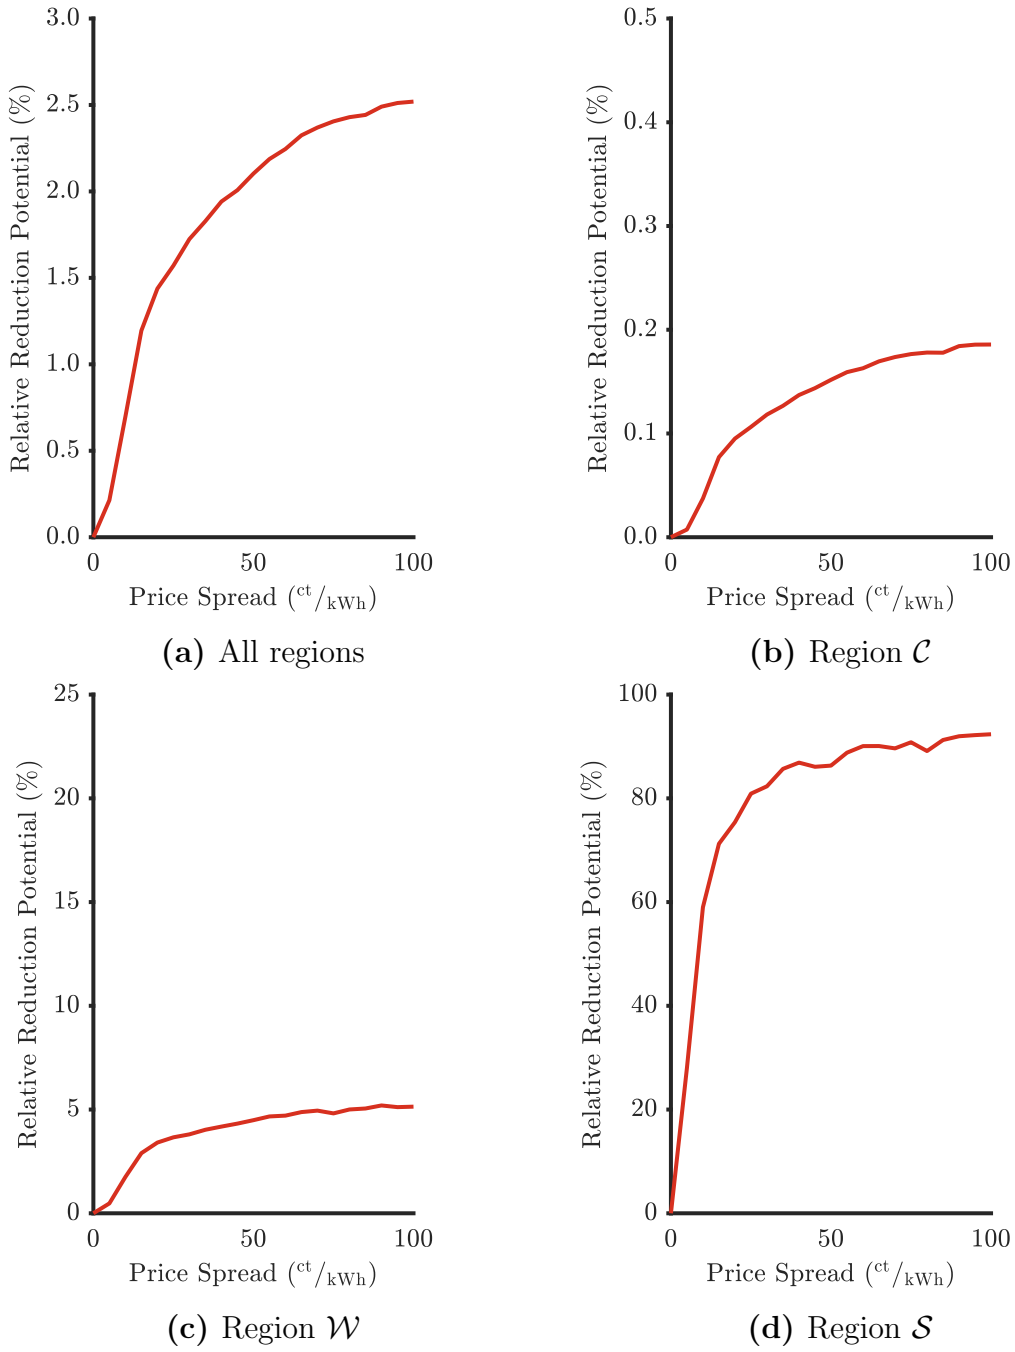 3.0
2.5
2.0
1.5
1.0
0.5
0.0
0 50 100
Relative Reduction Potential (%)
Price Spread (ct/kWh)
(a) All regions
0.5
0.4
0.3
0.2
0.1
0.0
0 50 100
Relative Reduction Potential (%)
Price Spread (ct/kWh)
(b) Region 𝒞
25
20
15
10
5
0
0 50 100
Relative Reduction Potential (%)
Price Spread (ct/kWh)
(c) Region 𝒲
100
80
60
40
20
0
0 50 100
Relative Reduction Potential (%)
Price Spread (ct/kWh)
(d) Region 𝒮